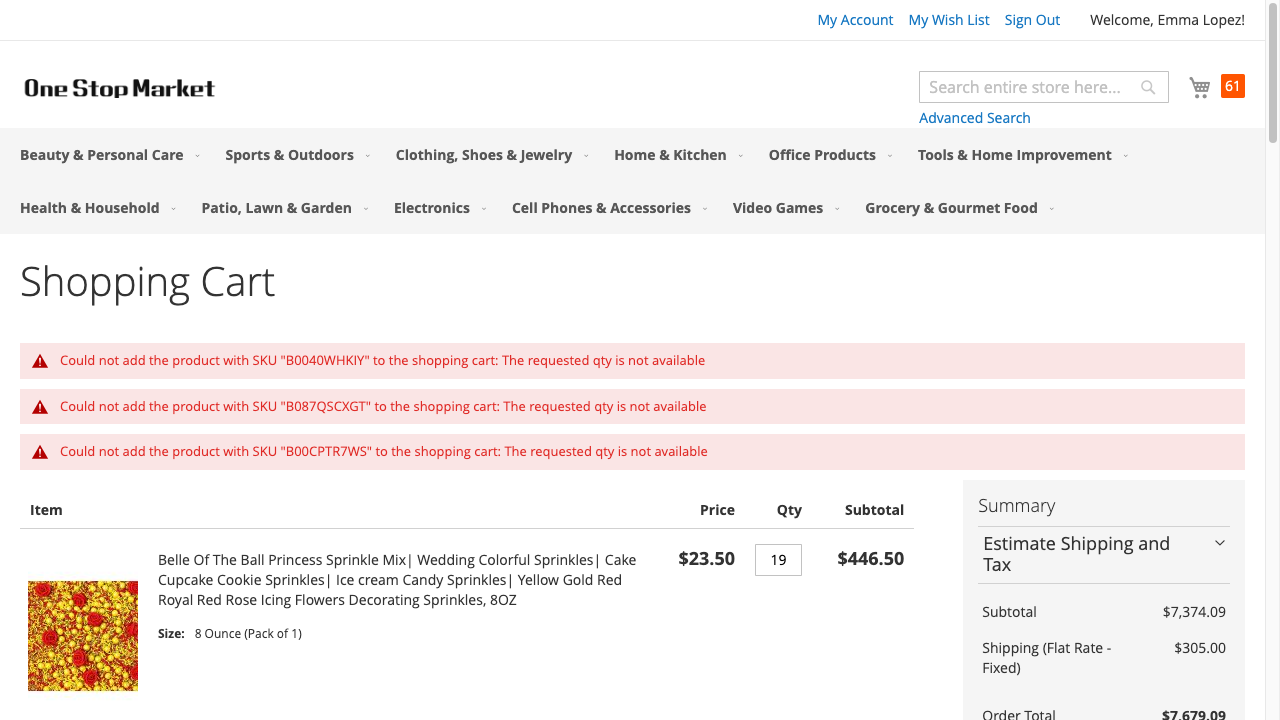 My Account My Wish List Sign Out Welcome, Emma Lopez!
One Stop Market
Search entire store here...
61
Advanced Search
Beauty & Personal Care Sports & Outdoors Clothing, Shoes & Jewelry Home & Kitchen Office Products Tools & Home Improvement
Health & Household Patio, Lawn & Garden Electronics Cell Phones & Accessories Video Games Grocery & Gourmet Food
Shopping Cart
Could not add the product with SKU "B0040WHKIY" to the shopping cart: The requested qty is not available
Could not add the product with SKU "B087QSCXGT" to the shopping cart: The requested qty is not available
Could not add the product with SKU "B00CPTR7WS" to the shopping cart: The requested qty is not available
Item Price Qty Subtotal
Belle Of The Ball Princess Sprinkle Mix| Wedding Colorful Sprinkles| Cake
Cupcake Cookie Sprinkles| Ice cream Candy Sprinkles| Yellow Gold Red
Royal Red Rose Icing Flowers Decorating Sprinkles, 8OZ
Size: 8 Ounce (Pack of 1)
$23.50 19 $446.50
Summary
Estimate Shipping and
Tax
Subtotal $7,374.09
Shipping (Flat Rate - $305.00
Fixed)
Order Total $7,679.09